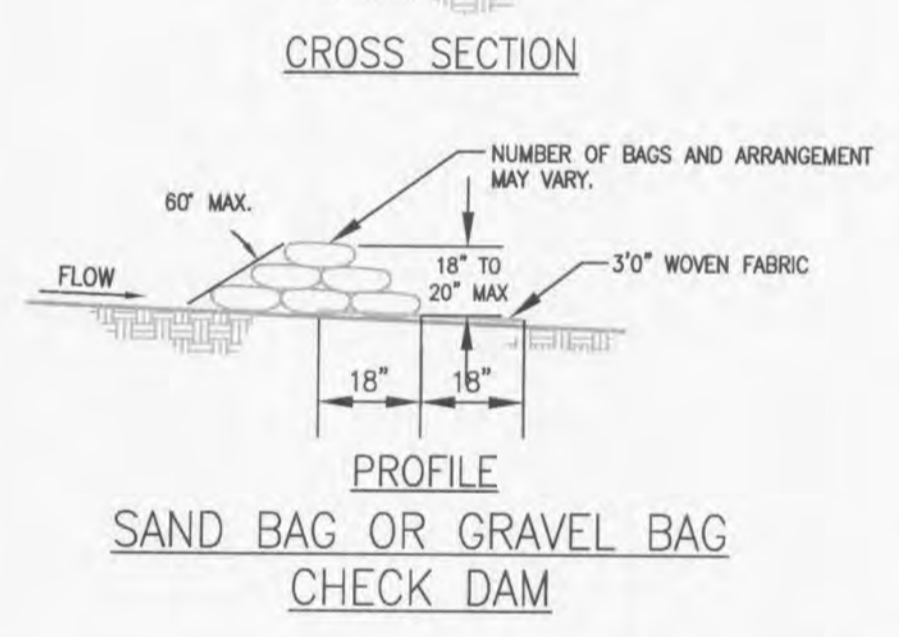 CROSS SECTION
NUMBER OF BAGS AND ARRANGEMENT
MAY VARY.
60° MAX.
FLOW
18" TO
20" MAX
3'0" WOVEN FABRIC
18"
18"
PROFILE
SAND BAG OR GRAVEL BAG
CHECK DAM